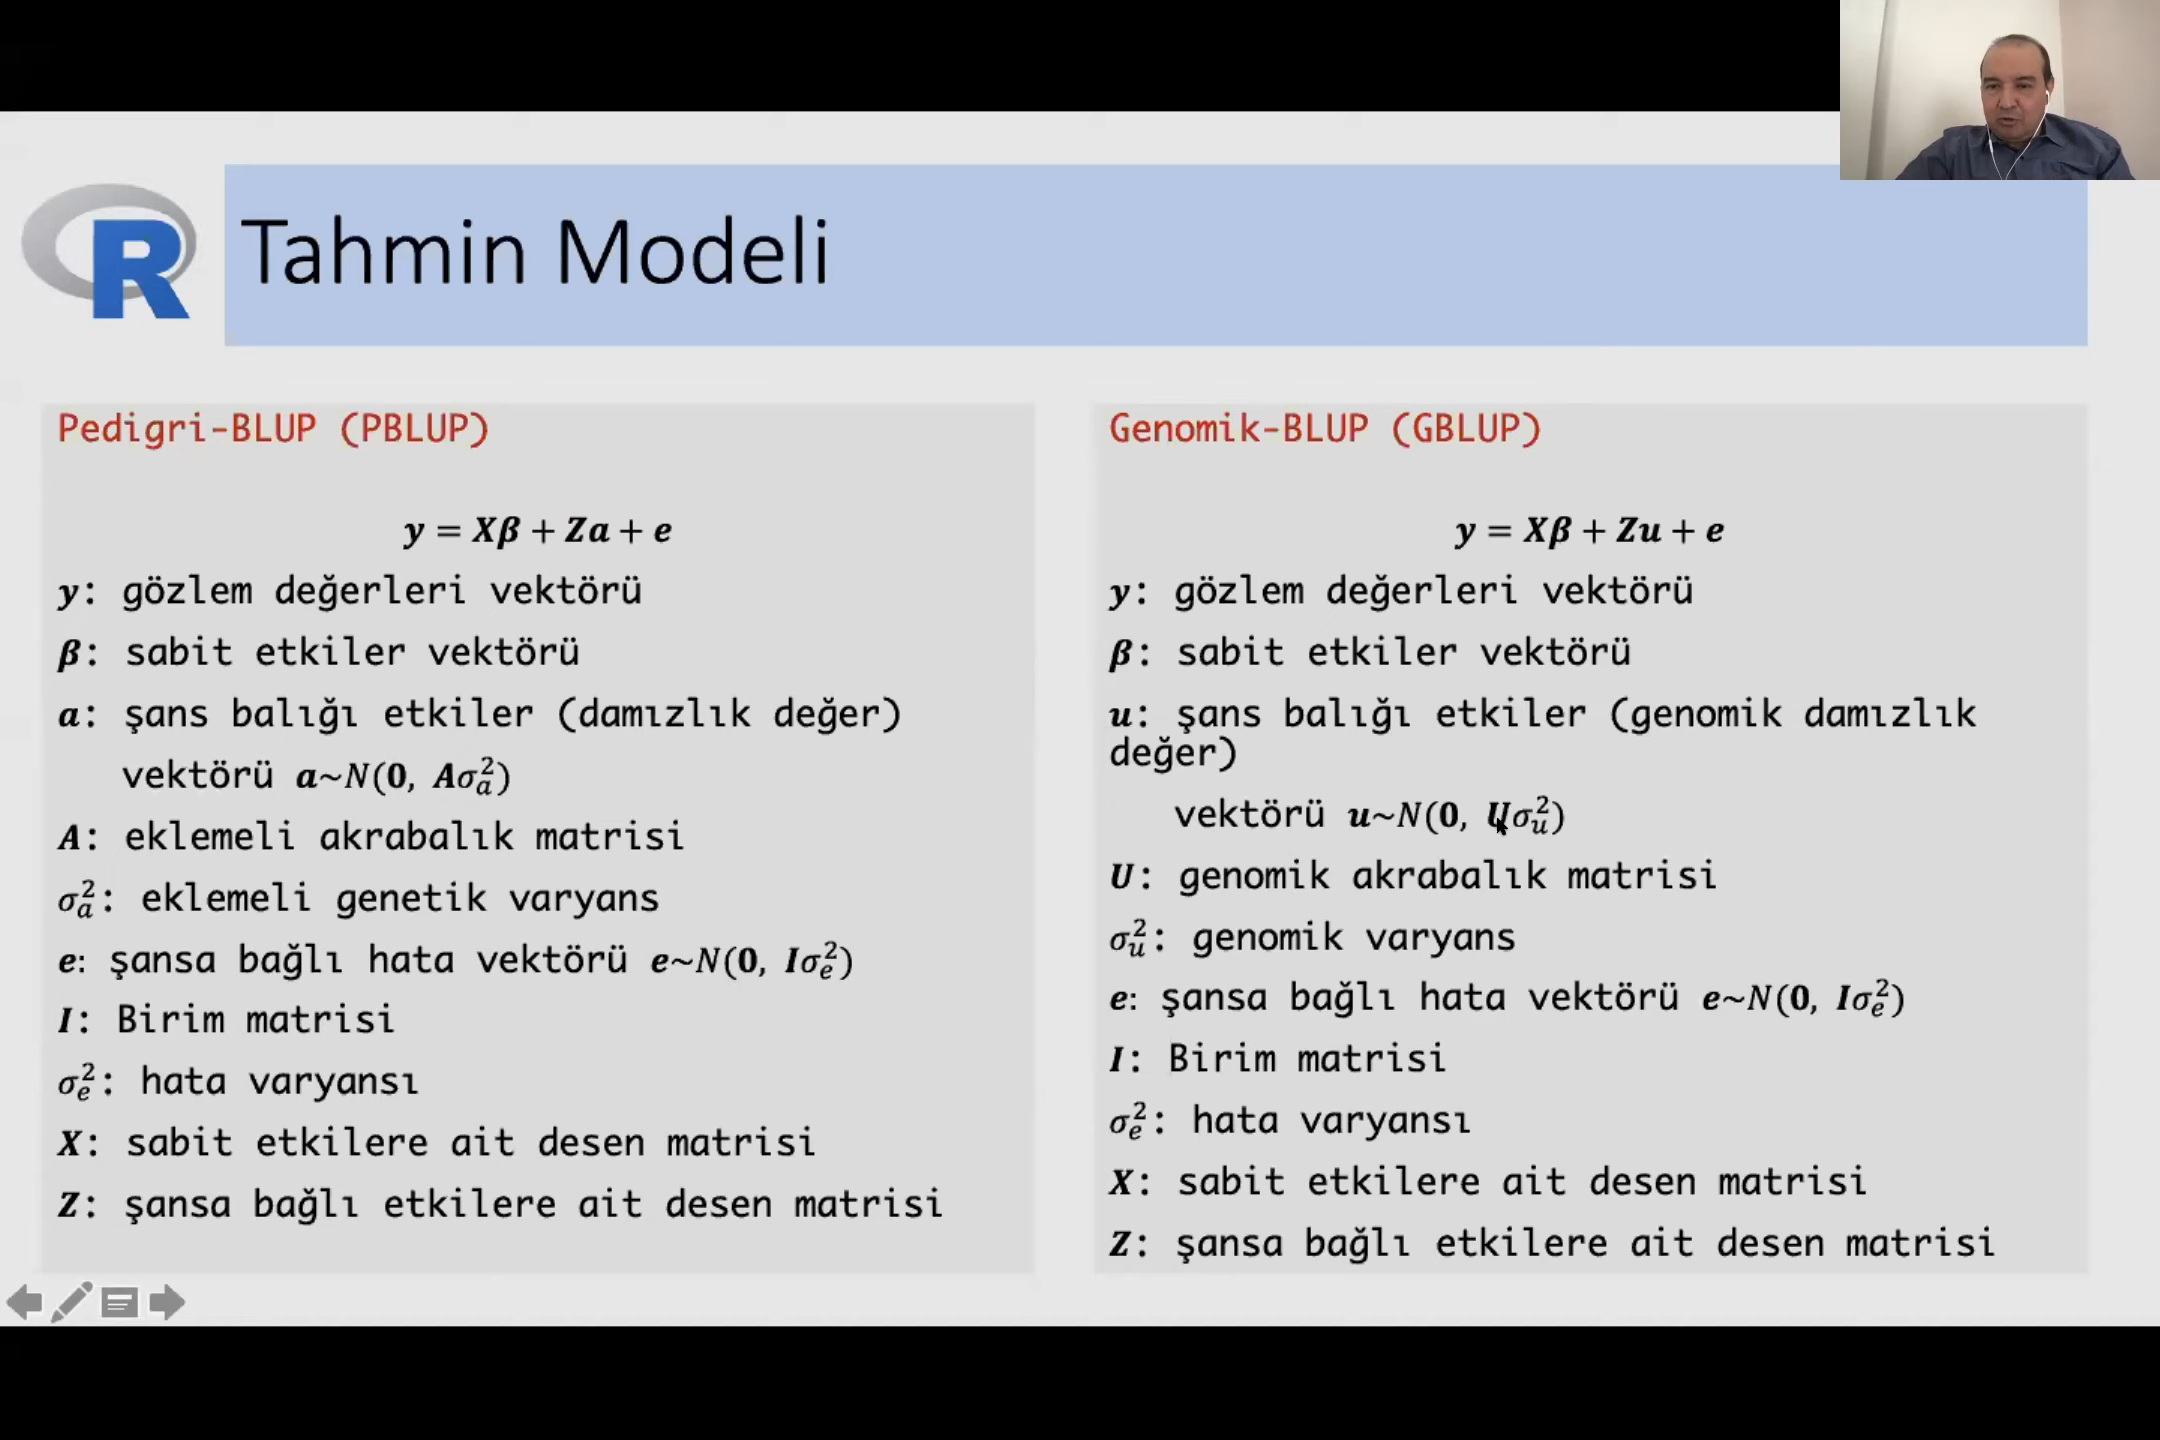 R
Tahmin Modeli
Pedigri-BLUP (PBLUP)
y = Xβ + Za + e
y: gözlem değerleri vektörü
β: sabit etkiler vektörü
a: şans balığı etkiler (damızlık değer)
vektörü a~N(0, Aσ²ₐ)
A: eklemeli akrabalık matrisi
σ²ₐ: eklemeli genetik varyans
e: şansa bağlı hata vektörü e~N(0, Iσ²ₑ)
I: Birim matrisi
σ²ₑ: hata varyansı
X: sabit etkilere ait desen matrisi
Z: şansa bağlı etkilere ait desen matrisi
Genomik-BLUP (GBLUP)
y = Xβ + Zu + e
y: gözlem değerleri vektörü
β: sabit etkiler vektörü
u: şans balığı etkiler (genomik damızlık
değer)
vektörü u~N(0, Uσ²ᵤ)
U: genomik akrabalık matrisi
σ²ᵤ: genomik varyans
e: şansa bağlı hata vektörü e~N(0, Iσ²ₑ)
I: Birim matrisi
σ²ₑ: hata varyansı
X: sabit etkilere ait desen matrisi
Z: şansa bağlı etkilere ait desen matrisi